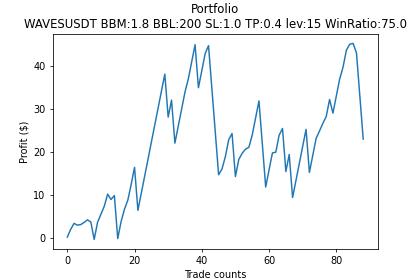 Portfolio
WAVESUSDT BBM:1.8 BBL:200 SL:1.0 TP:0.4 lev:15 WinRatio:75.0
Profit ($)
40
30
20
10
0
0 20 40 60 80
Trade counts